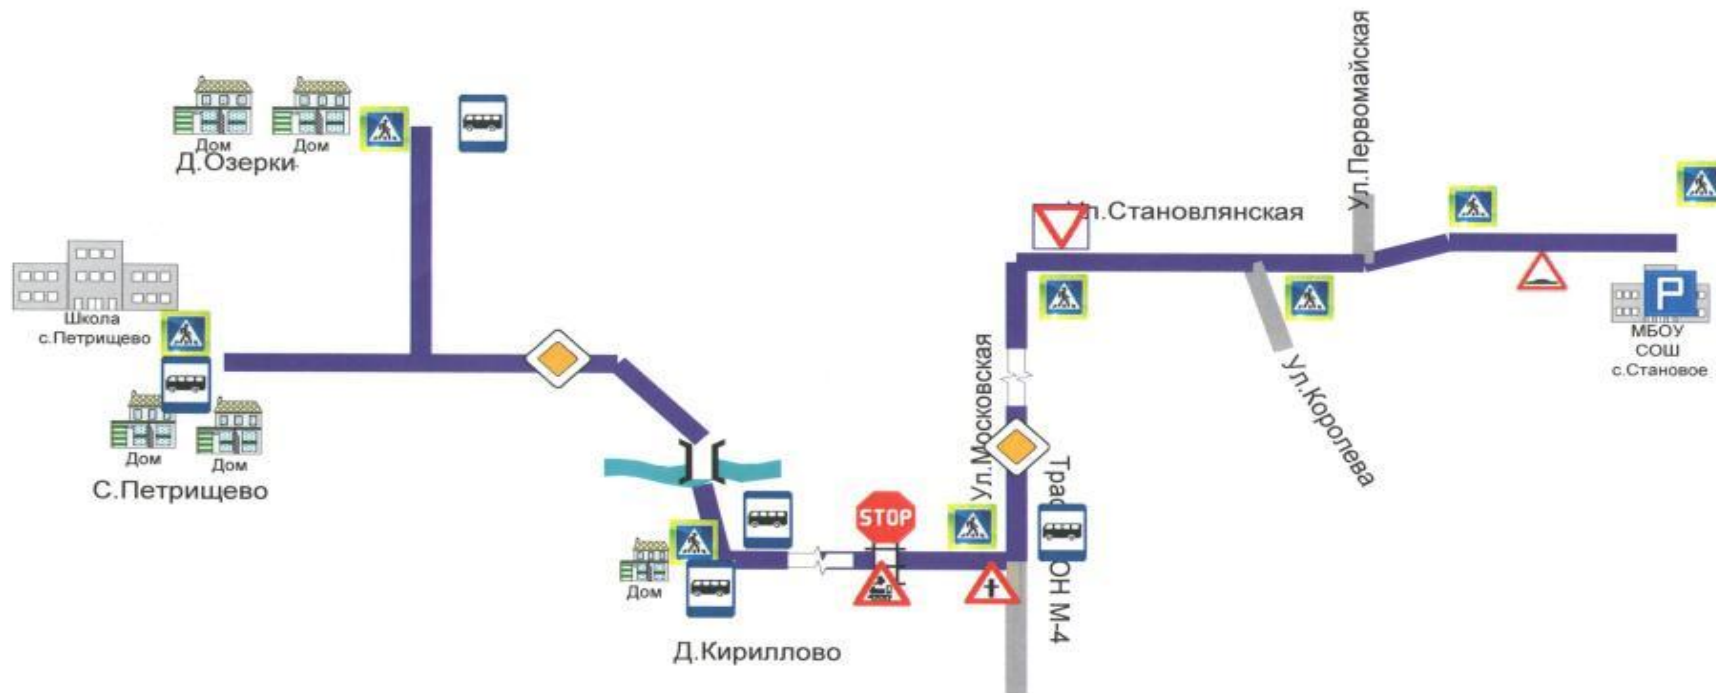 Дом
Дом
Д.Озерки
Школа
с.Петрищево
Дом
Дом
С.Петрищево
Дом
Д.Кириллово
STOP
Ул.Московская
ОН М-4
Ул.Становлянская
Ул.Первомайская
Ул.Королева
P
МБОУ
СОШ
с.Становое